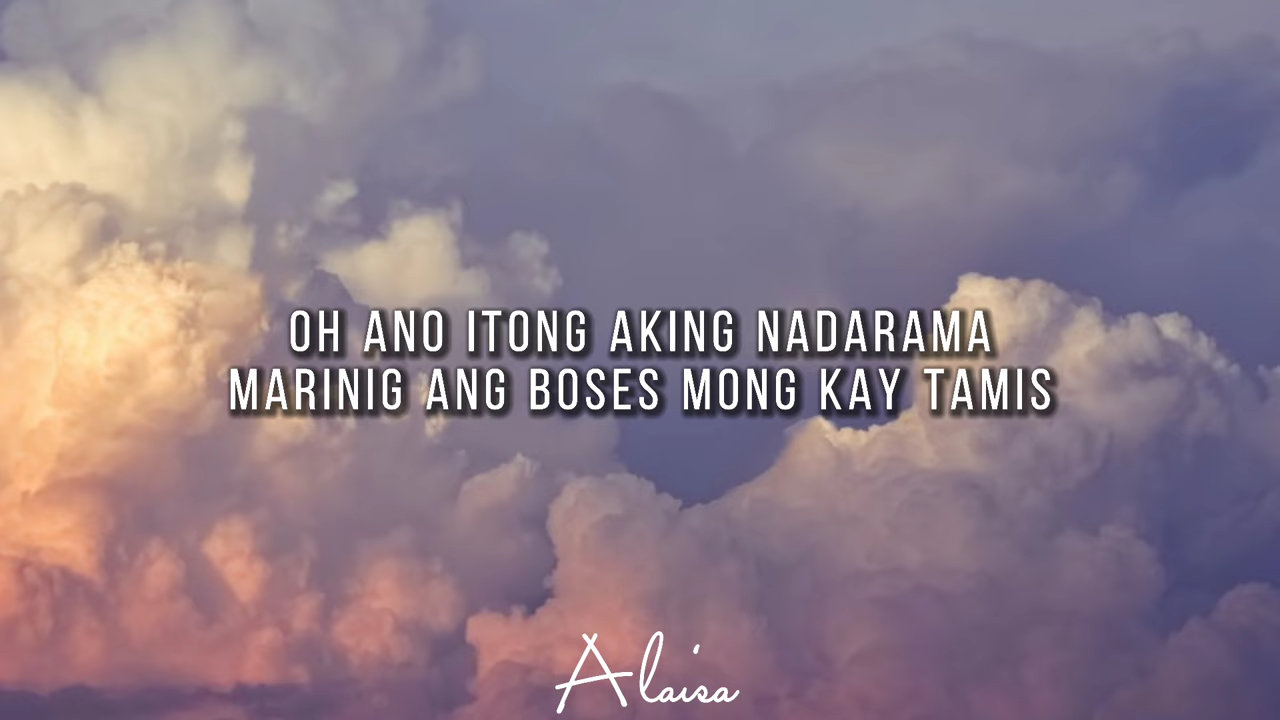 OH ANO ITONG AKING NADARAMA
MARINIG ANG BOSES MONG KAY TAMIS
Alaisa